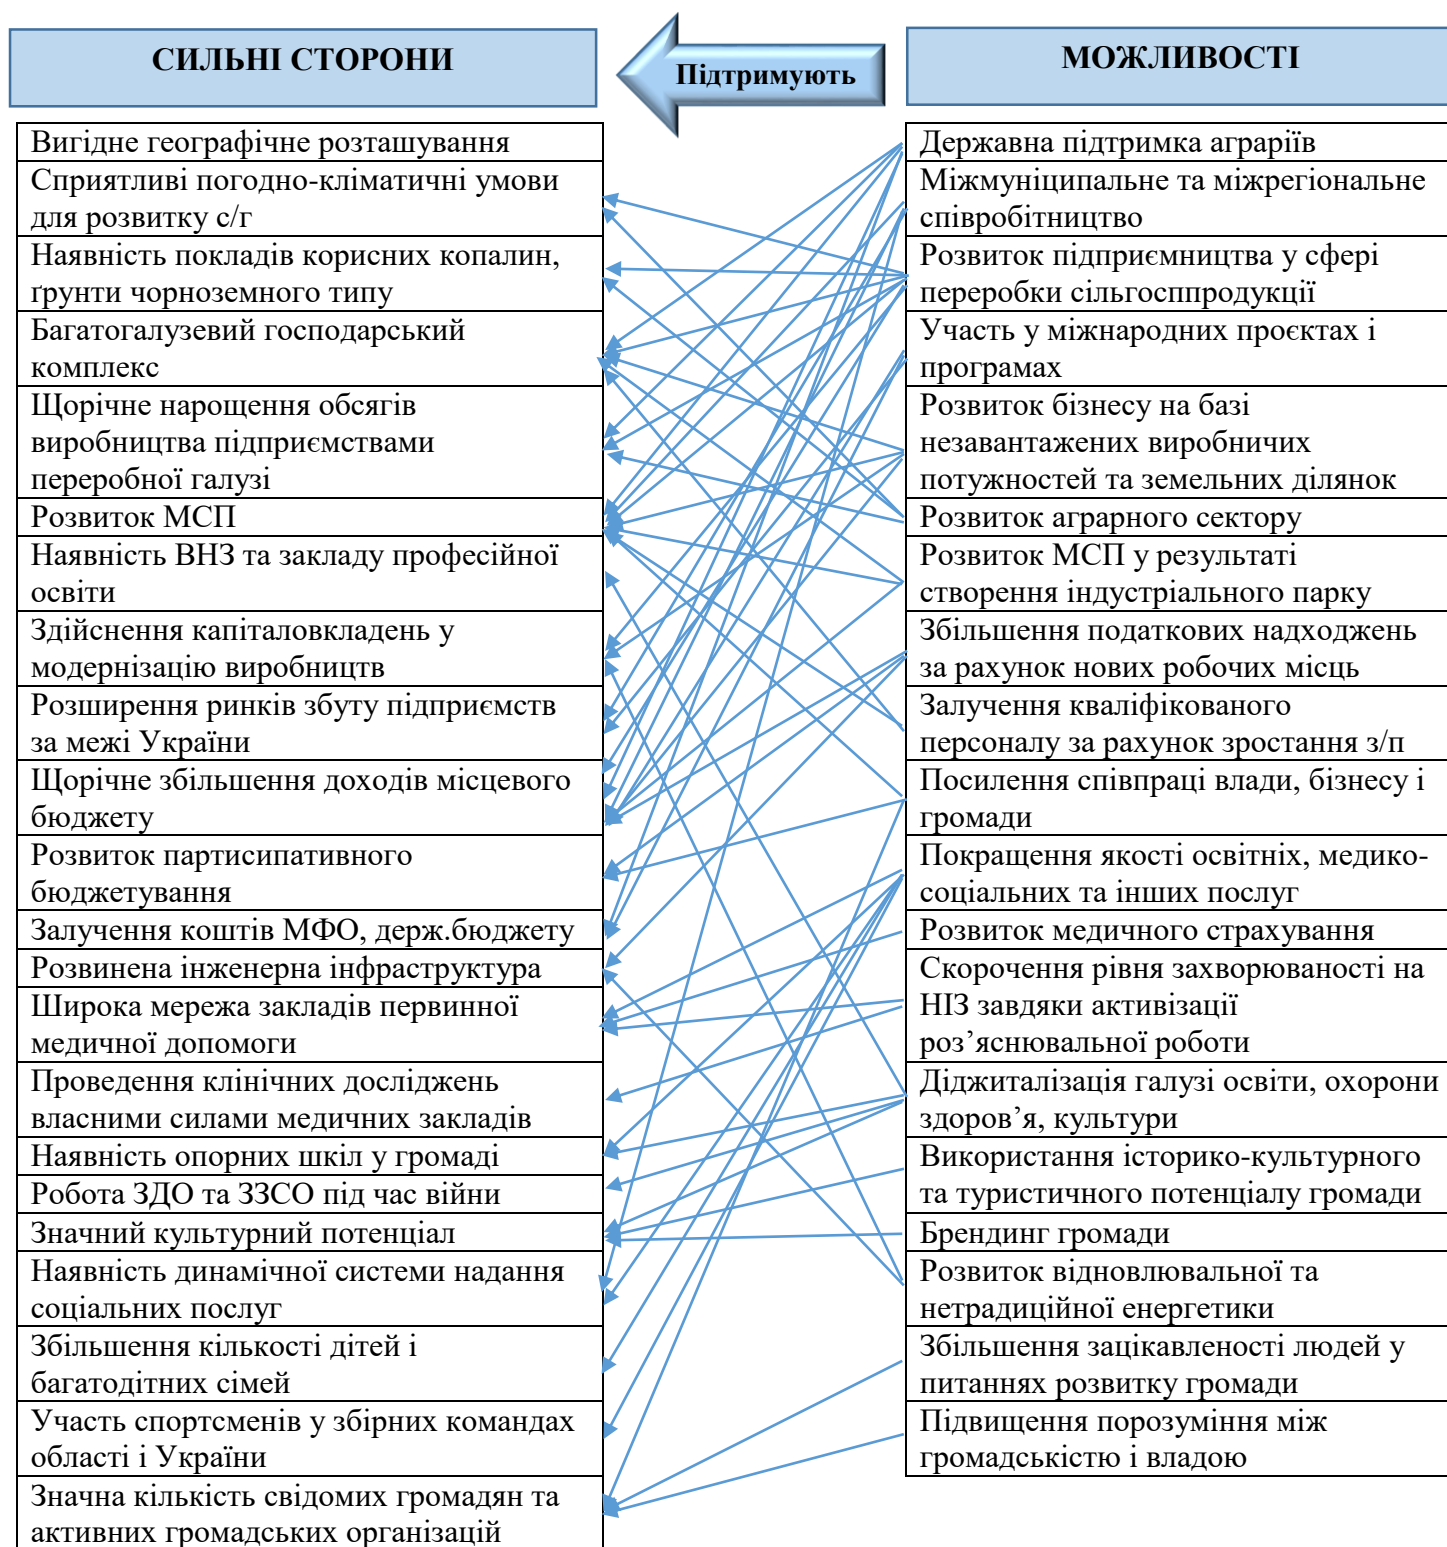 СИЛЬНІ СТОРОНИ
Підтримують
МОЖЛИВОСТІ
Вигідне географічне розташування
Сприятливі погодно-кліматичні умови
для розвитку с/г
Наявність покладів корисних копалин,
ґрунти чорноземного типу
Багатогалузевий господарський
комплекс
Щорічне нарощення обсягів
виробництва підприємствами
переробної галузі
Розвиток МСП
Наявність ВНЗ та закладу професійної
освіти
Здійснення капіталовкладень у
модернізацію виробництв
Розширення ринків збуту підприємств
за межі України
Щорічне збільшення доходів місцевого
бюджету
Розвиток партисипативного
бюджетування
Залучення коштів МФО, держ.бюджету
Розвинена інженерна інфраструктура
Широка мережа закладів первинної
медичної допомоги
Проведення клінічних досліджень
власними силами медичних закладів
Наявність опорних шкіл у громаді
Робота ЗДО та ЗЗСО під час війни
Значний культурний потенціал
Наявність динамічної системи надання
соціальних послуг
Збільшення кількості дітей і
багатодітних сімей
Участь спортсменів у збірних командах
області і України
Значна кількість свідомих громадян та
активних громадських організацій
Державна підтримка аграріїв
Міжмуніципальне та міжрегіональне
співробітництво
Розвиток підприємництва у сфері
переробки сільгосппродукції
Участь у міжнародних проєктах і
програмах
Розвиток бізнесу на базі
незавантажених виробничих
потужностей та земельних ділянок
Розвиток аграрного сектору
Розвиток МСП у результаті
створення індустріального парку
Збільшення податкових надходжень
за рахунок нових робочих місць
Залучення кваліфікованого
персоналу за рахунок зростання з/п
Посилення співпраці влади, бізнесу і
громади
Покращення якості освітніх, медико-
соціальних та інших послуг
Розвиток медичного страхування
Скорочення рівня захворюваності на
НІЗ завдяки активізації
роз’яснювальної роботи
Діджиталізація галузі освіти, охорони
здоров’я, культури
Використання історико-культурного
та туристичного потенціалу громади
Брендинг громади
Розвиток відновлювальної та
нетрадиційної енергетики
Збільшення зацікавленості людей у
питаннях розвитку громади
Підвищення порозуміння між
громадськістю і владою